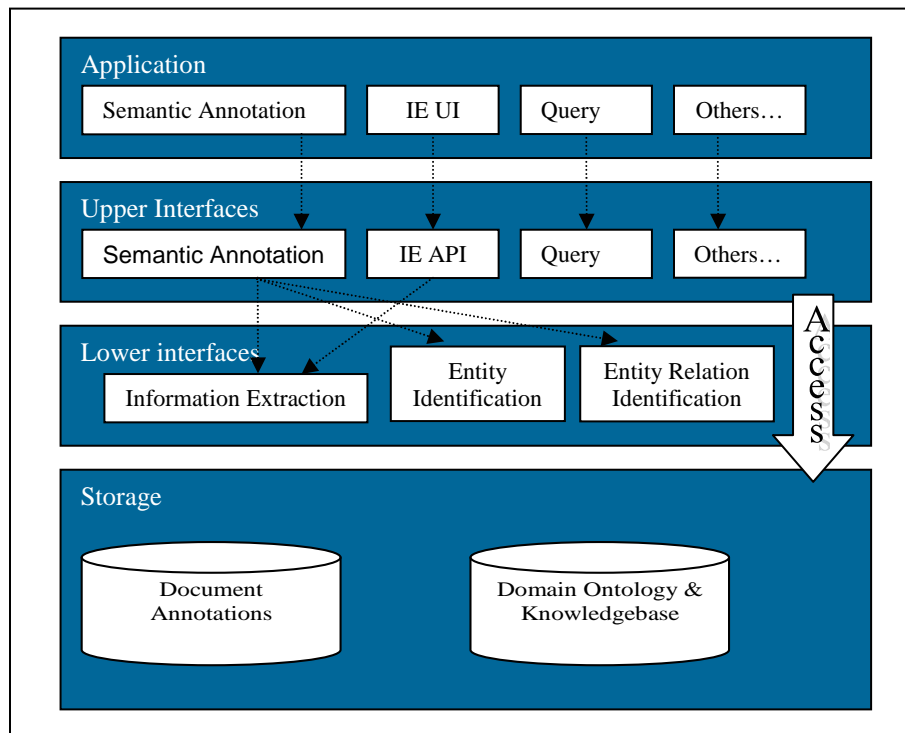 Application
Semantic Annotation
IE UI
Query
Others…
Upper Interfaces
Semantic Annotation
IE API
Query
Others…
Access
Lower interfaces
Information Extraction
Entity
Identification
Entity Relation
Identification
Storage
Document
Annotations
Domain Ontology &
Knowledgebase